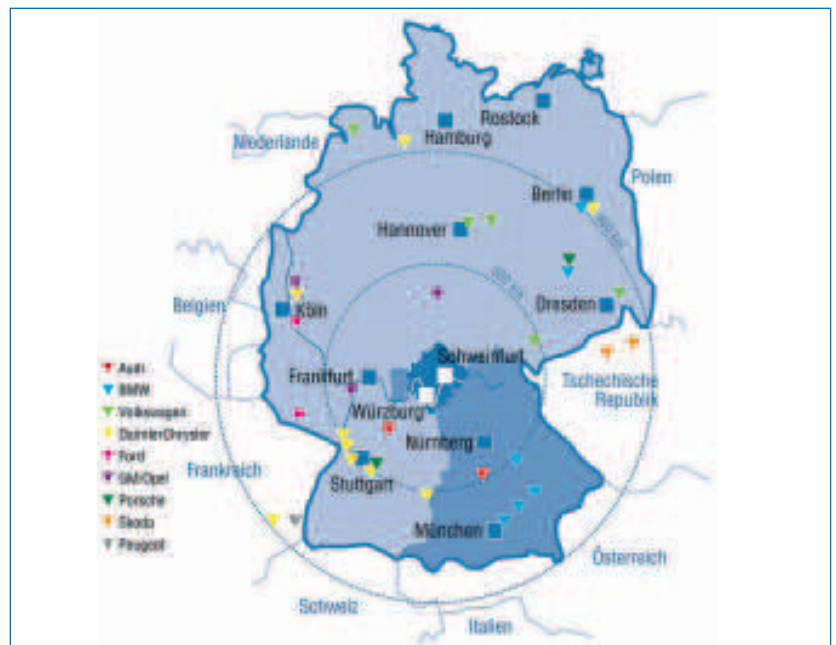 Rostock
Hamburg
Niederlande
Polen
Berlin
Hannover
Dresden
Belgien
Köln
Schweinfurt
Frankfurt
Tschechische
Republik
Würzburg
Nürnberg
Frankreich
Stuttgart
München
Österreich
Schweiz
Italien
Audi
BMW
Volkswagen
DaimlerChrysler
Ford
GM/Opel
Porsche
Skoda
Peugeot